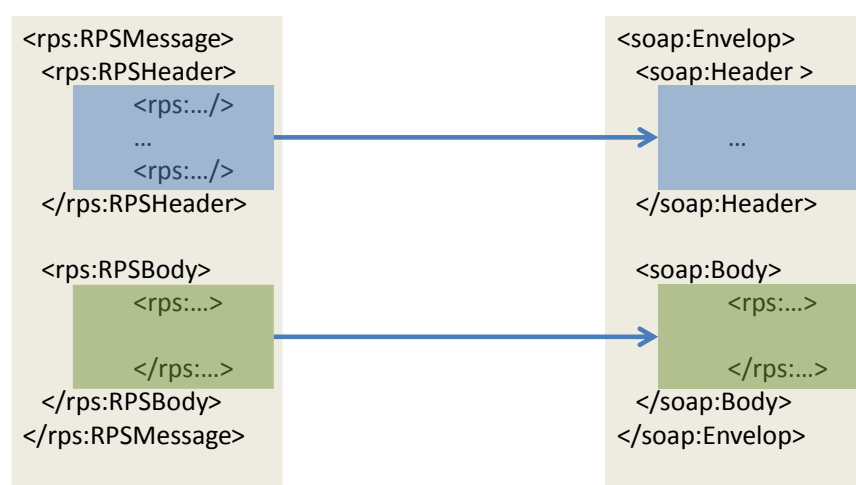 <rps:RPSMessage>
<rps:RPSHeader>
<rps:.../>
...
<rps:.../>
</rps:RPSHeader>
<rps:RPSBody>
<rps:...>
</rps:...>
</rps:RPSBody>
</rps:RPSMessage>
<soap:Envelop>
<soap:Header >
...
</soap:Header>
<soap:Body>
<rps:...>
</rps:...>
</soap:Body>
</soap:Envelop>